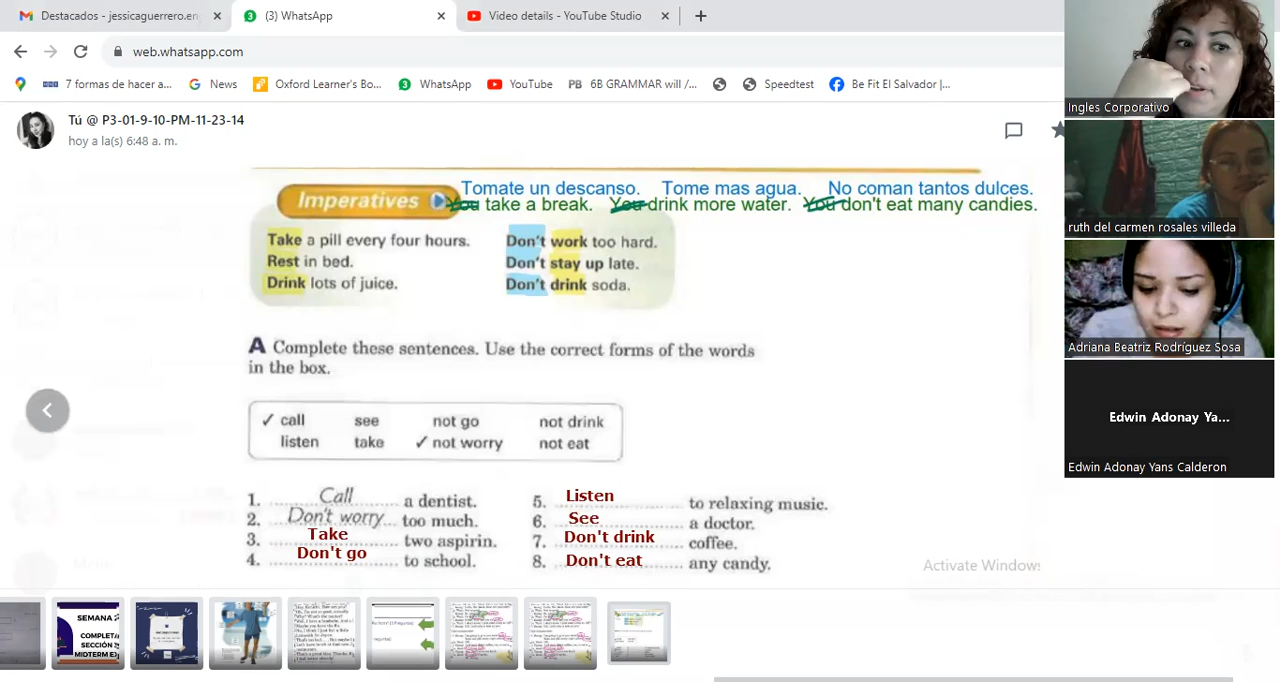 Destacados - jessicaguerrero.en
(3) WhatsApp
Video details - YouTube Studio
web.whatsapp.com
7 formas de hacer a...
News
Oxford Learner's Bo...
WhatsApp
YouTube
PB 6B GRAMMAR will /...
Speedtest
Be Fit El Salvador |...
Tú @ P3-01-9-10-PM-11-23-14
hoy a la(s) 6:48 a. m.
Imperatives
Tomate un descanso. Tome mas agua. No coman tantos dulces.
You take a break. You drink more water. You don't eat many candies.
Take a pill every four hours.
Rest in bed.
Drink lots of juice.
Don't work too hard.
Don't stay up late.
Don't drink soda.
A Complete these sentences. Use the correct forms of the words
in the box.
✓ call see not go not drink
listen take ✓ not worry not eat
1. Call a dentist.
2. Don't worry too much.
3. Take two aspirin.
4. Don't go to school.
5. Listen to relaxing music.
6. See a doctor.
7. Don't drink coffee.
8. Don't eat any candy.
Activate Windows
Ingles Corporativo
ruth del carmen rosales villeda
Adriana Beatriz Rodríguez Sosa
Edwin Adonay Ya...
Edwin Adonay Yans Calderon
SEMANA
COMPLETA
SECCIÓN
MIDTERM E